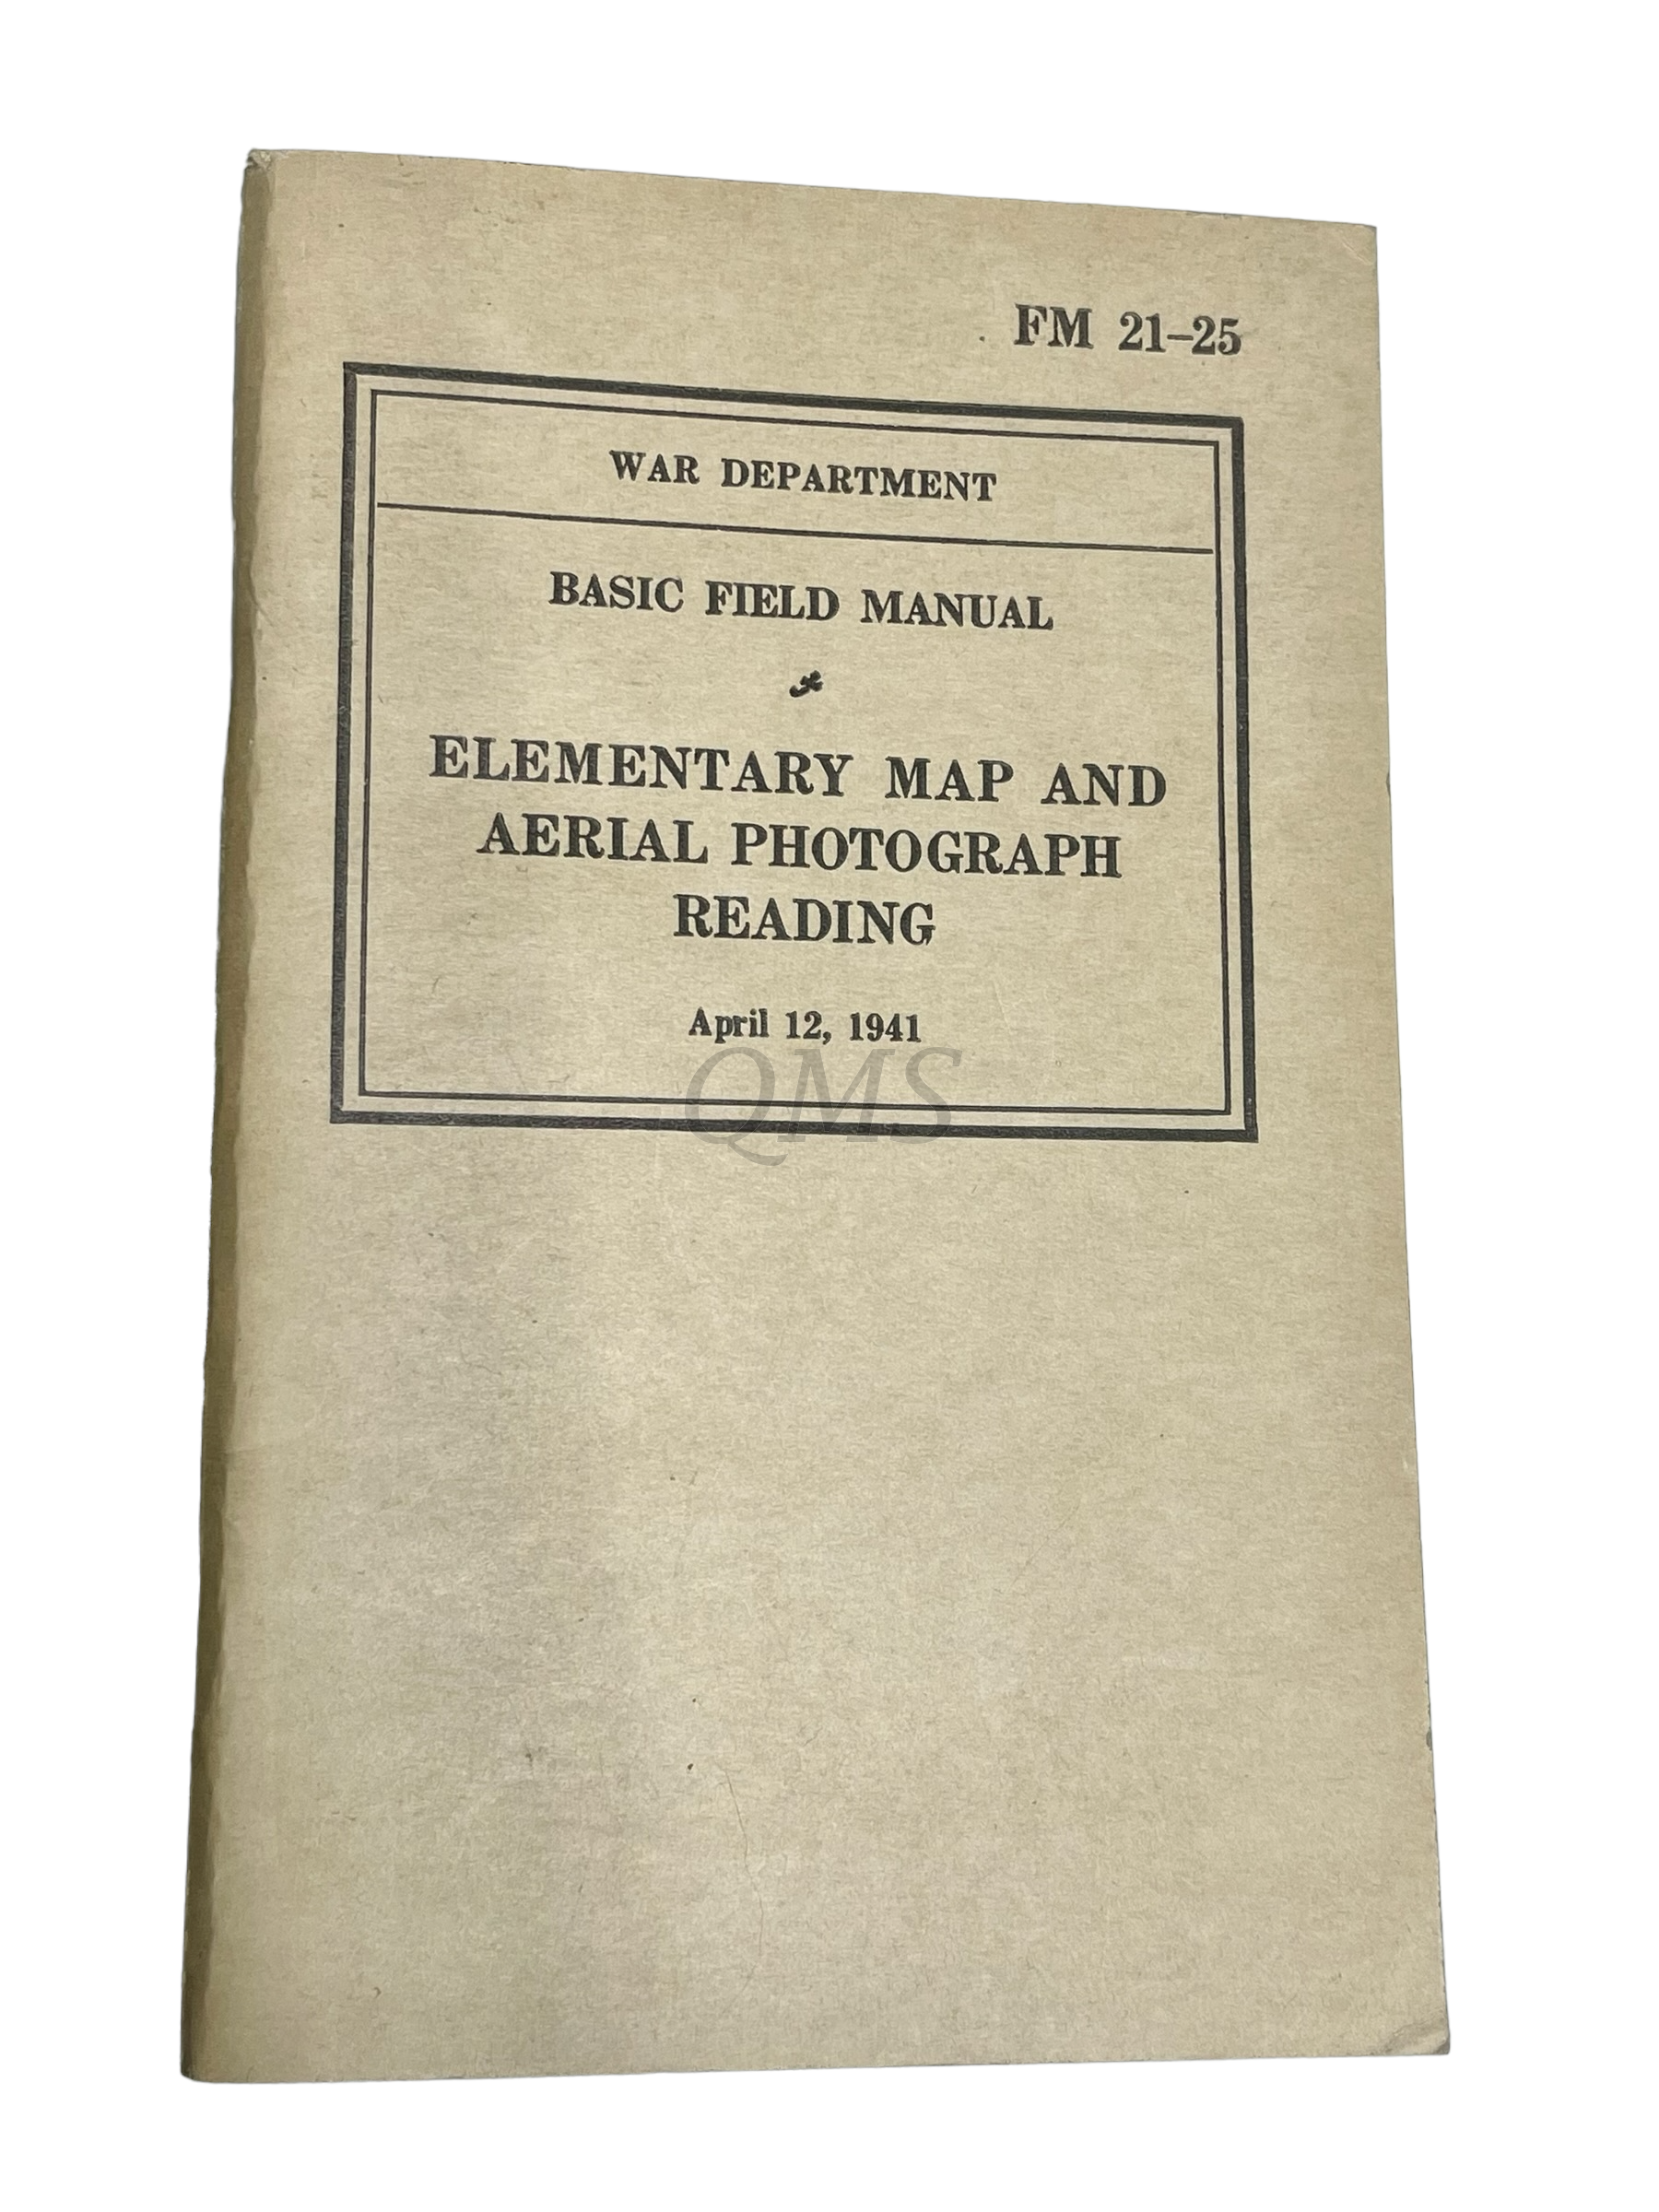 FM 21–25
WAR DEPARTMENT
BASIC FIELD MANUAL
ELEMENTARY MAP AND
AERIAL PHOTOGRAPH
READING
April 12, 1941
QMS